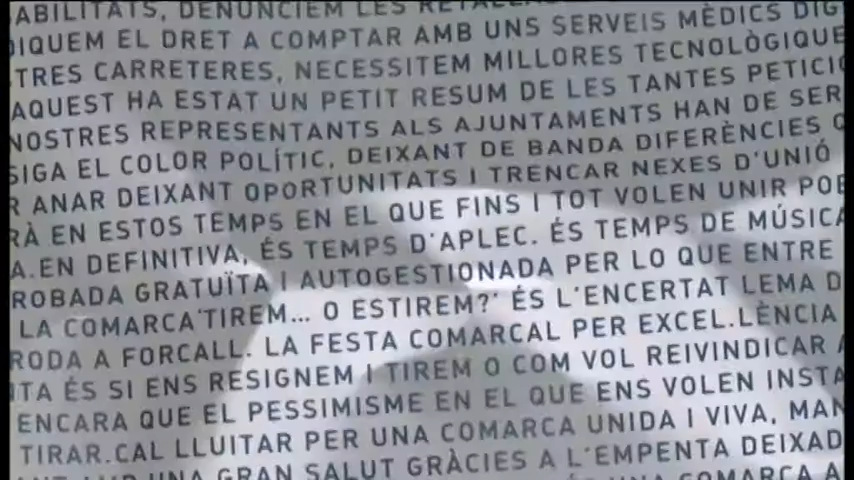 ABILITATS, DENUNCIEM LES
DIQUEM EL DRET A COMPTAR AMB UNS SERVEIS MÈDICS DIG
TRES CARRETERES, NECESSITEM MILLORES TECNOLÒGIQUE
AQUEST HA ESTAT UN PETIT RESUM DE LES TANTES PETICI
NOSTRES REPRESENTANTS ALS AJUNTAMENTS HAN DE SER
SIGA EL COLOR POLÍTIC, DEIXANT DE BANDA DIFERÈNCIES
R ANAR DEIXANT OPORTUNITATS I TRENCAR NEXES D'UNIÓ
RÀ EN ESTOS TEMPS EN EL QUE FINS I TOT VOLEN UNIR POB
A.EN DEFINITIVA, ÉS TEMPS D'APLEC. ÉS TEMPS DE MÚSICA
ROBADA GRATUÏTA I AUTOGESTIONADA PER LO QUE ENTRE
LA COMARCA'TIREM... O ESTIREM?' ÉS L'ENCERTAT LEMA D
RODA A FORCALL. LA FESTA COMARCAL PER EXCEL.LÈNCIA
TA ÉS SI ENS RESIGNEM I TIREM O COM VOL REIVINDICAR A
ENCARA QUE EL PESSIMISME EN EL QUE ENS VOLEN INSTA
TIRAR.CAL LLUITAR PER UNA COMARCA UNIDA I VIVA, MAN
UNA GRAN SALUT GRÀCIES A L'EMPENTA DEIXAD
UNA COMARCA A